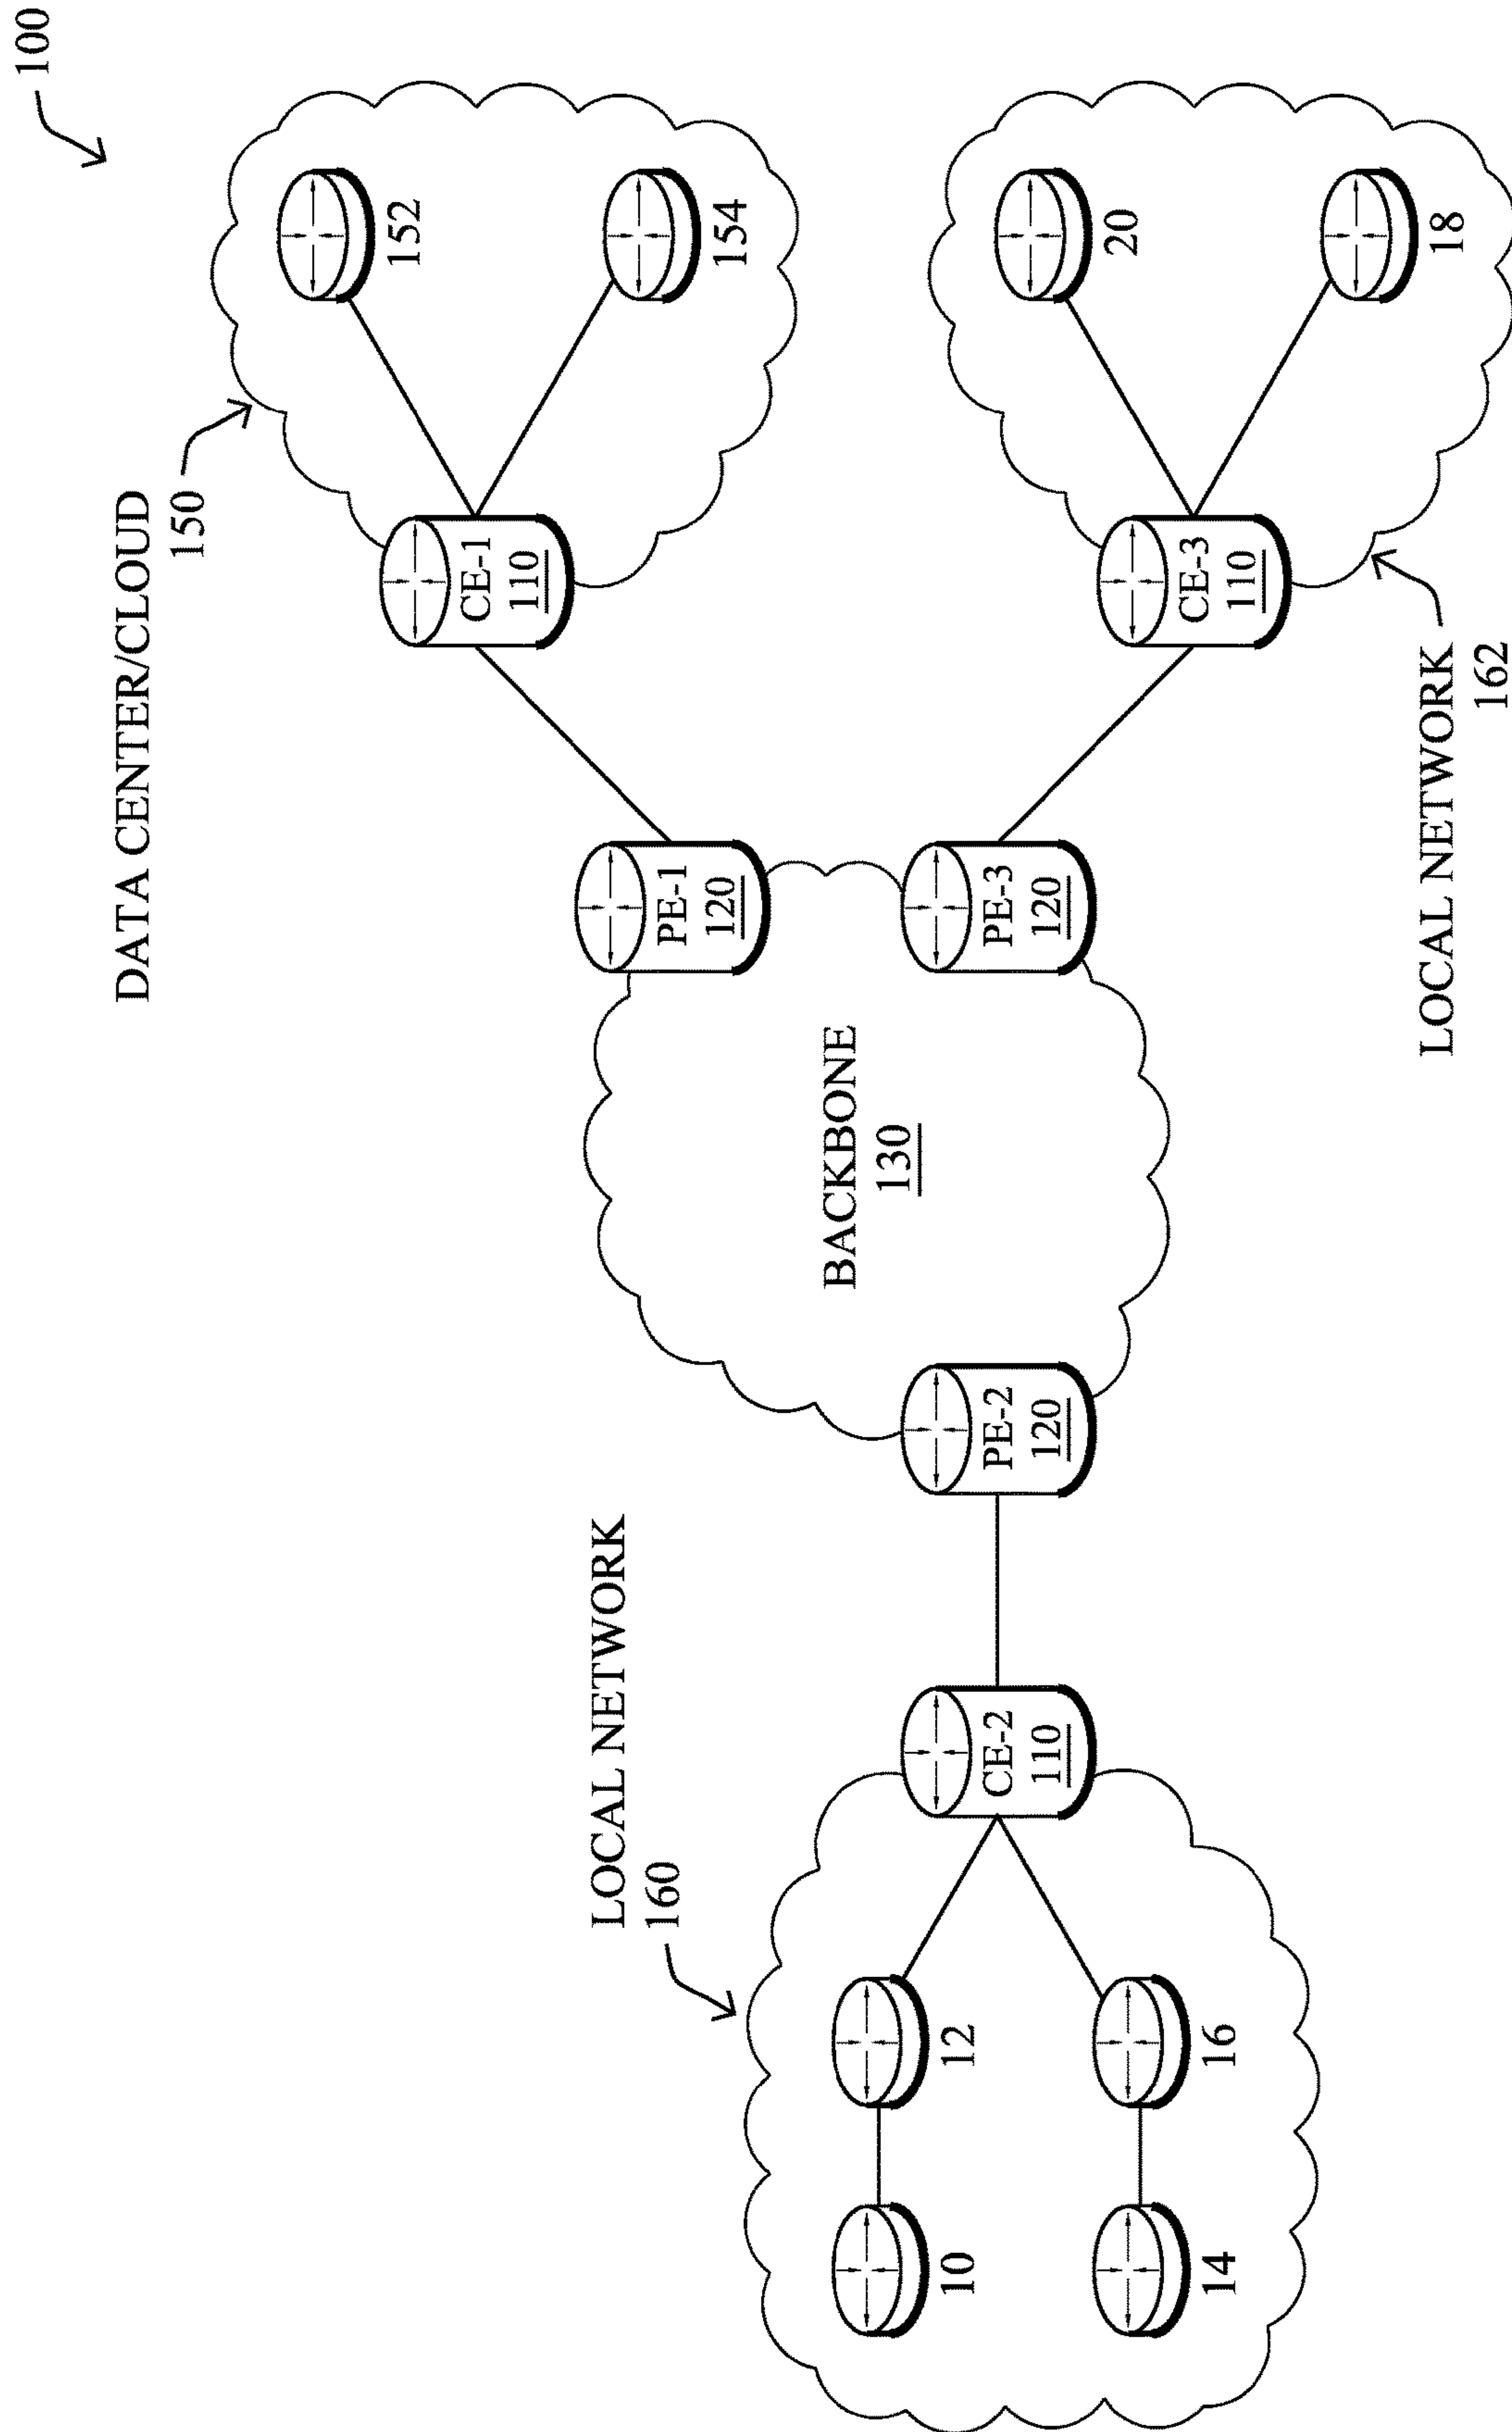 100
DATA CENTER/CLOUD
150
152
154
CE-1
110
PE-1
120
BACKBONE
130
LOCAL NETWORK
160
10
12
14
16
CE-2
110
PE-2
120
PE-3
120
CE-3
110
20
18
LOCAL NETWORK
162